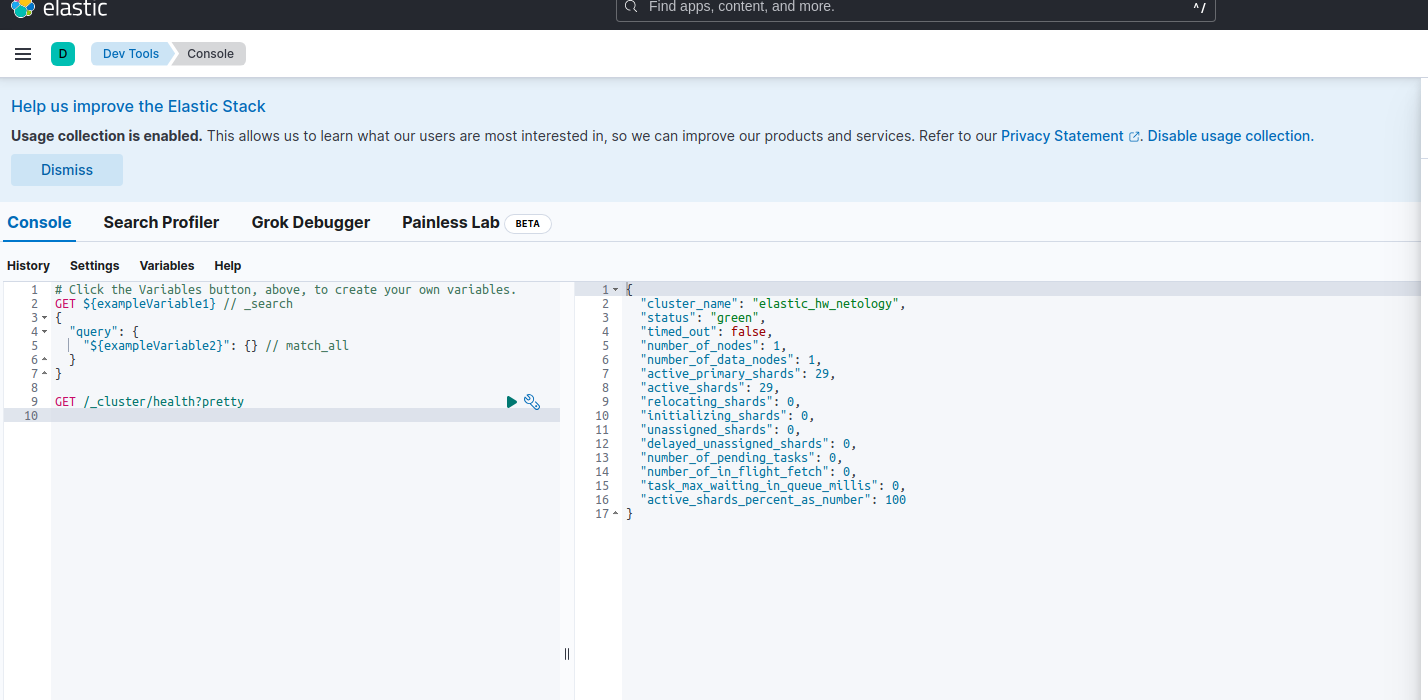 elastic
Find apps, content, and more.
^/
D
Dev Tools
Console
Help us improve the Elastic Stack
Usage collection is enabled. This allows us to learn what our users are most interested in, so we can improve our products and services. Refer to our Privacy Statement . Disable usage collection.
Dismiss
Console
Search Profiler
Grok Debugger
Painless Lab
BETA
History
Settings
Variables
Help
1 # Click the Variables button, above, to create your own variables.
2 GET ${exampleVariable1} // _search
3 {
4 "query": {
5 "${exampleVariable2}": {} // match_all
6 }
7 }
8
9 GET /_cluster/health?pretty
10
1 {
2 "cluster_name": "elastic_hw_netology",
3 "status": "green",
4 "timed_out": false,
5 "number_of_nodes": 1,
6 "number_of_data_nodes": 1,
7 "active_primary_shards": 29,
8 "active_shards": 29,
9 "relocating_shards": 0,
10 "initializing_shards": 0,
11 "unassigned_shards": 0,
12 "delayed_unassigned_shards": 0,
13 "number_of_pending_tasks": 0,
14 "number_of_in_flight_fetch": 0,
15 "task_max_waiting_in_queue_millis": 0,
16 "active_shards_percent_as_number": 100
17 }